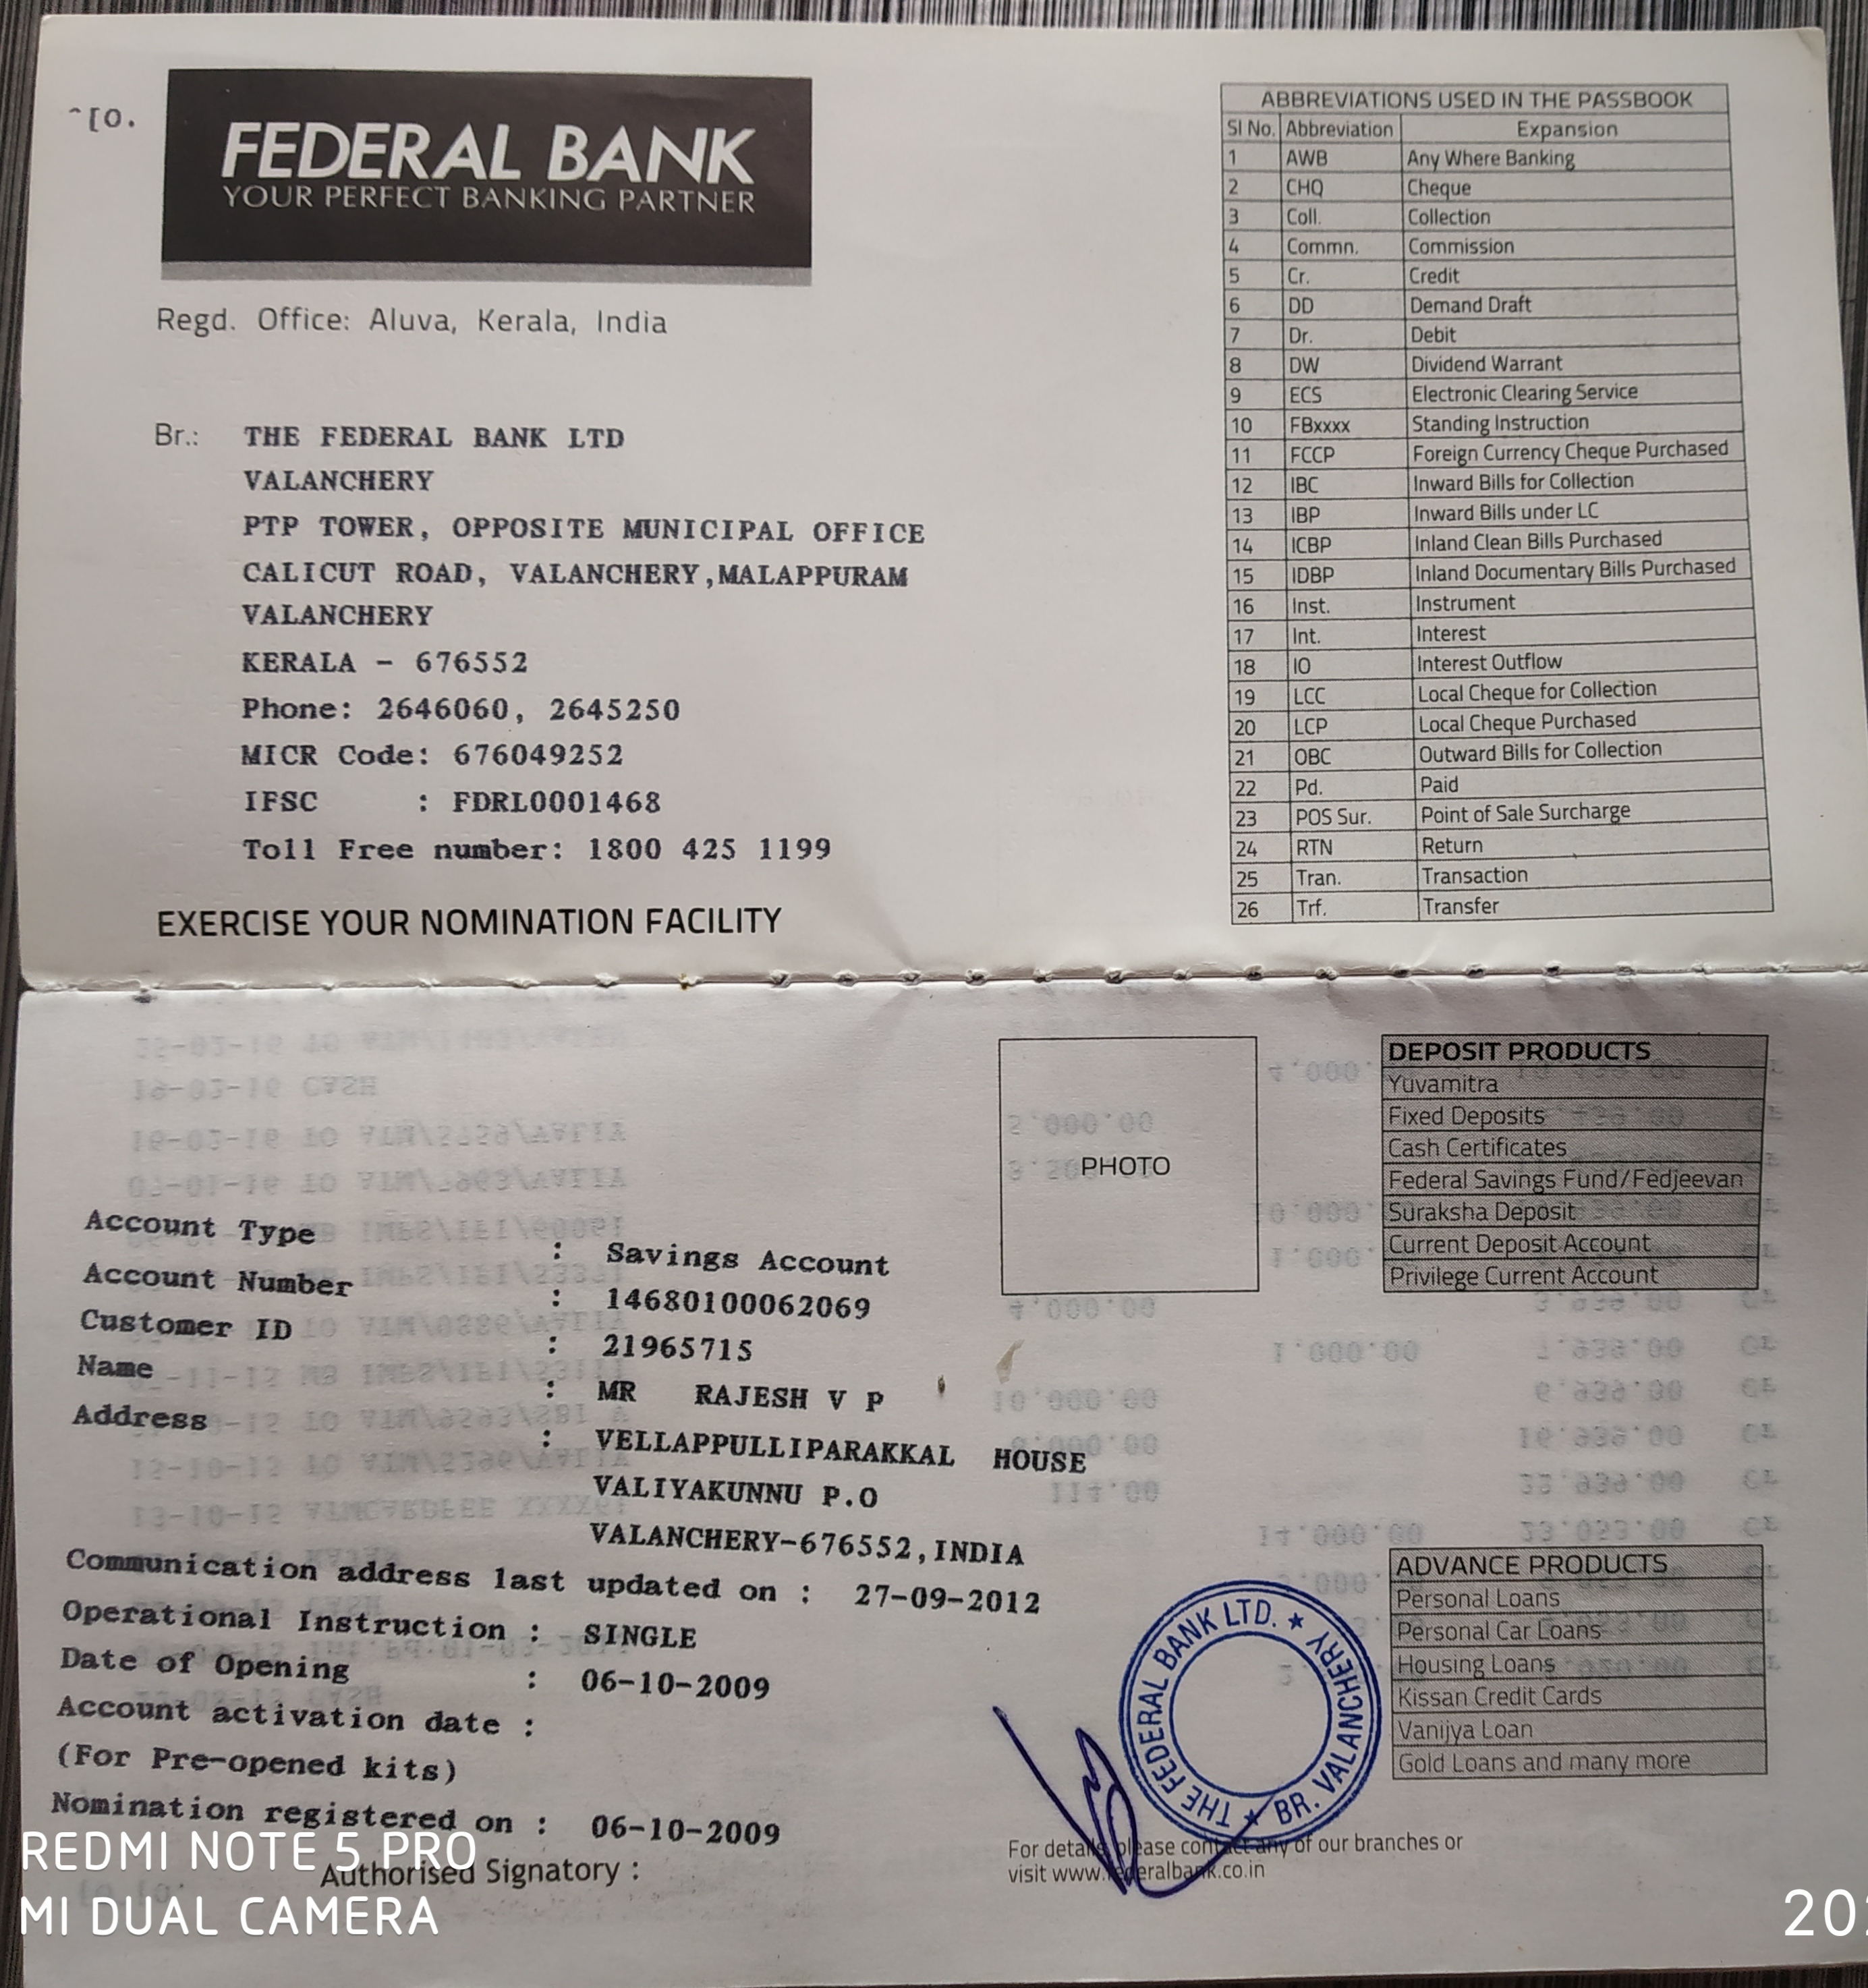 FEDERAL BANK
YOUR PERFECT BANKING PARTNER
Regd. Office: Aluva, Kerala, India
Br.: THE FEDERAL BANK LTD
VALANCHERY
PTP TOWER, OPPOSITE MUNICIPAL OFFICE
CALICUT ROAD, VALANCHERY,MALAPPURAM
VALANCHERY
KERALA - 676552
Phone: 2646060, 2645250
MICR Code: 676049252
IFSC : FDRL0001468
Toll Free number: 1800 425 1199
EXERCISE YOUR NOMINATION FACILITY
ABBREVIATIONS USED IN THE PASSBOOK
Sl No. Abbreviation Expansion
1 AWB Any Where Banking
2 CHQ Cheque
3 Coll. Collection
4 Commn. Commission
5 Cr. Credit
6 DD Demand Draft
7 Dr. Debit
8 DW Dividend Warrant
9 ECS Electronic Clearing Service
10 FBxxxx Standing Instruction
11 FCCP Foreign Currency Cheque Purchased
12 IBC Inward Bills for Collection
13 IBP Inward Bills under LC
14 ICBP Inland Clean Bills Purchased
15 IDBP Inland Documentary Bills Purchased
16 Inst. Instrument
17 Int. Interest
18 IO Interest Outflow
19 LCC Local Cheque for Collection
20 LCP Local Cheque Purchased
21 OBC Outward Bills for Collection
22 Pd. Paid
23 POS Sur. Point of Sale Surcharge
24 RTN Return
25 Tran. Transaction
26 Trf. Transfer
PHOTO
DEPOSIT PRODUCTS
Yuvamitra
Fixed Deposits
Cash Certificates
Federal Savings Fund/Fedjeevan
Suraksha Deposit
Current Deposit Account
Privilege Current Account
Account Type : Savings Account
Account Number : 14680100062069
Customer ID : 21965715
Name : MR RAJESH V P
Address : VELLAPPULLIPARAKKAL HOUSE
VALIYAKUNNU P.O
VALANCHERY-676552,INDIA
Communication address last updated on : 27-09-2012
Operational Instruction : SINGLE
Date of Opening : 06-10-2009
Account activation date :
(For Pre-opened kits)
Nomination registered on : 06-10-2009
Authorised Signatory :
THE FEDERAL BANK LTD. ★ BR. VALANCHERY ★
ADVANCE PRODUCTS
Personal Loans
Personal Car Loans
Housing Loans
Kissan Credit Cards
Vanijya Loan
Gold Loans and many more
For details please contact any of our branches or
visit www.federalbank.co.in
REDMI NOTE 5 PRO
MI DUAL CAMERA